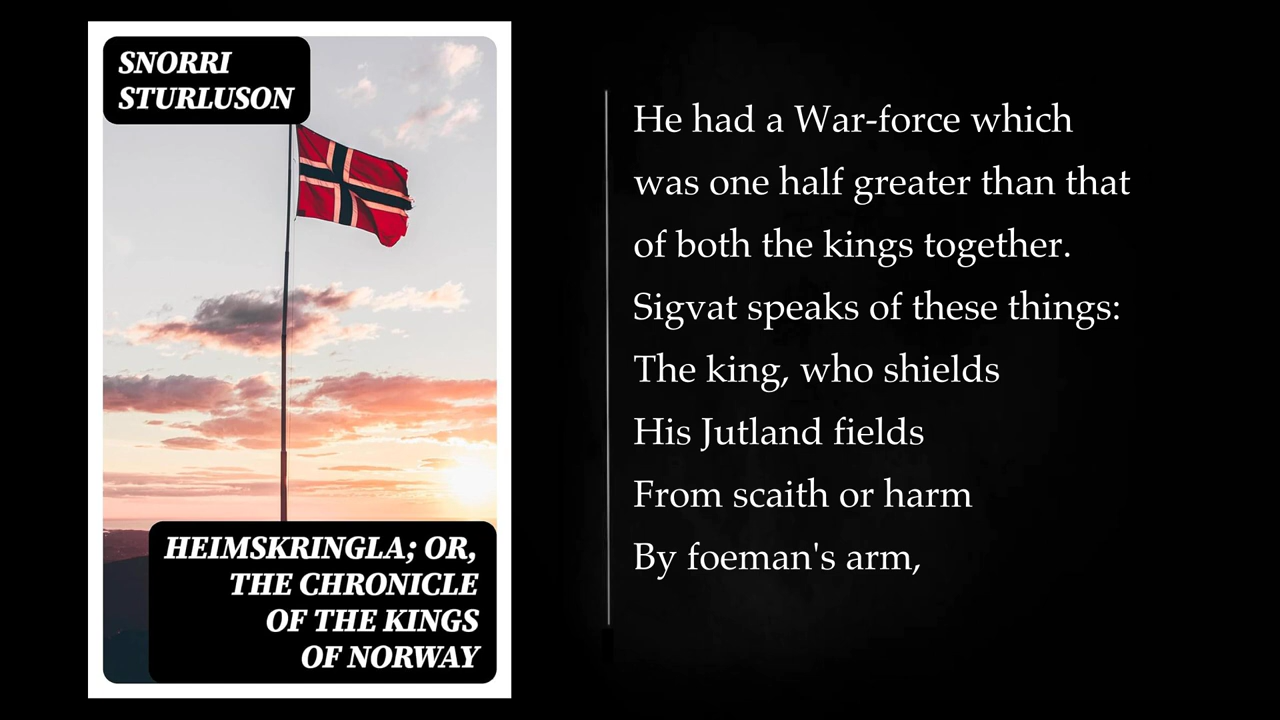 SNORRI
STURLUSON
HEIMSKRINGLA; OR,
THE CHRONICLE
OF THE KINGS
OF NORWAY
He had a War-force which
was one half greater than that
of both the kings together.
Sigvat speaks of these things:
The king, who shields
His Jutland fields
From scaith or harm
By foeman's arm,